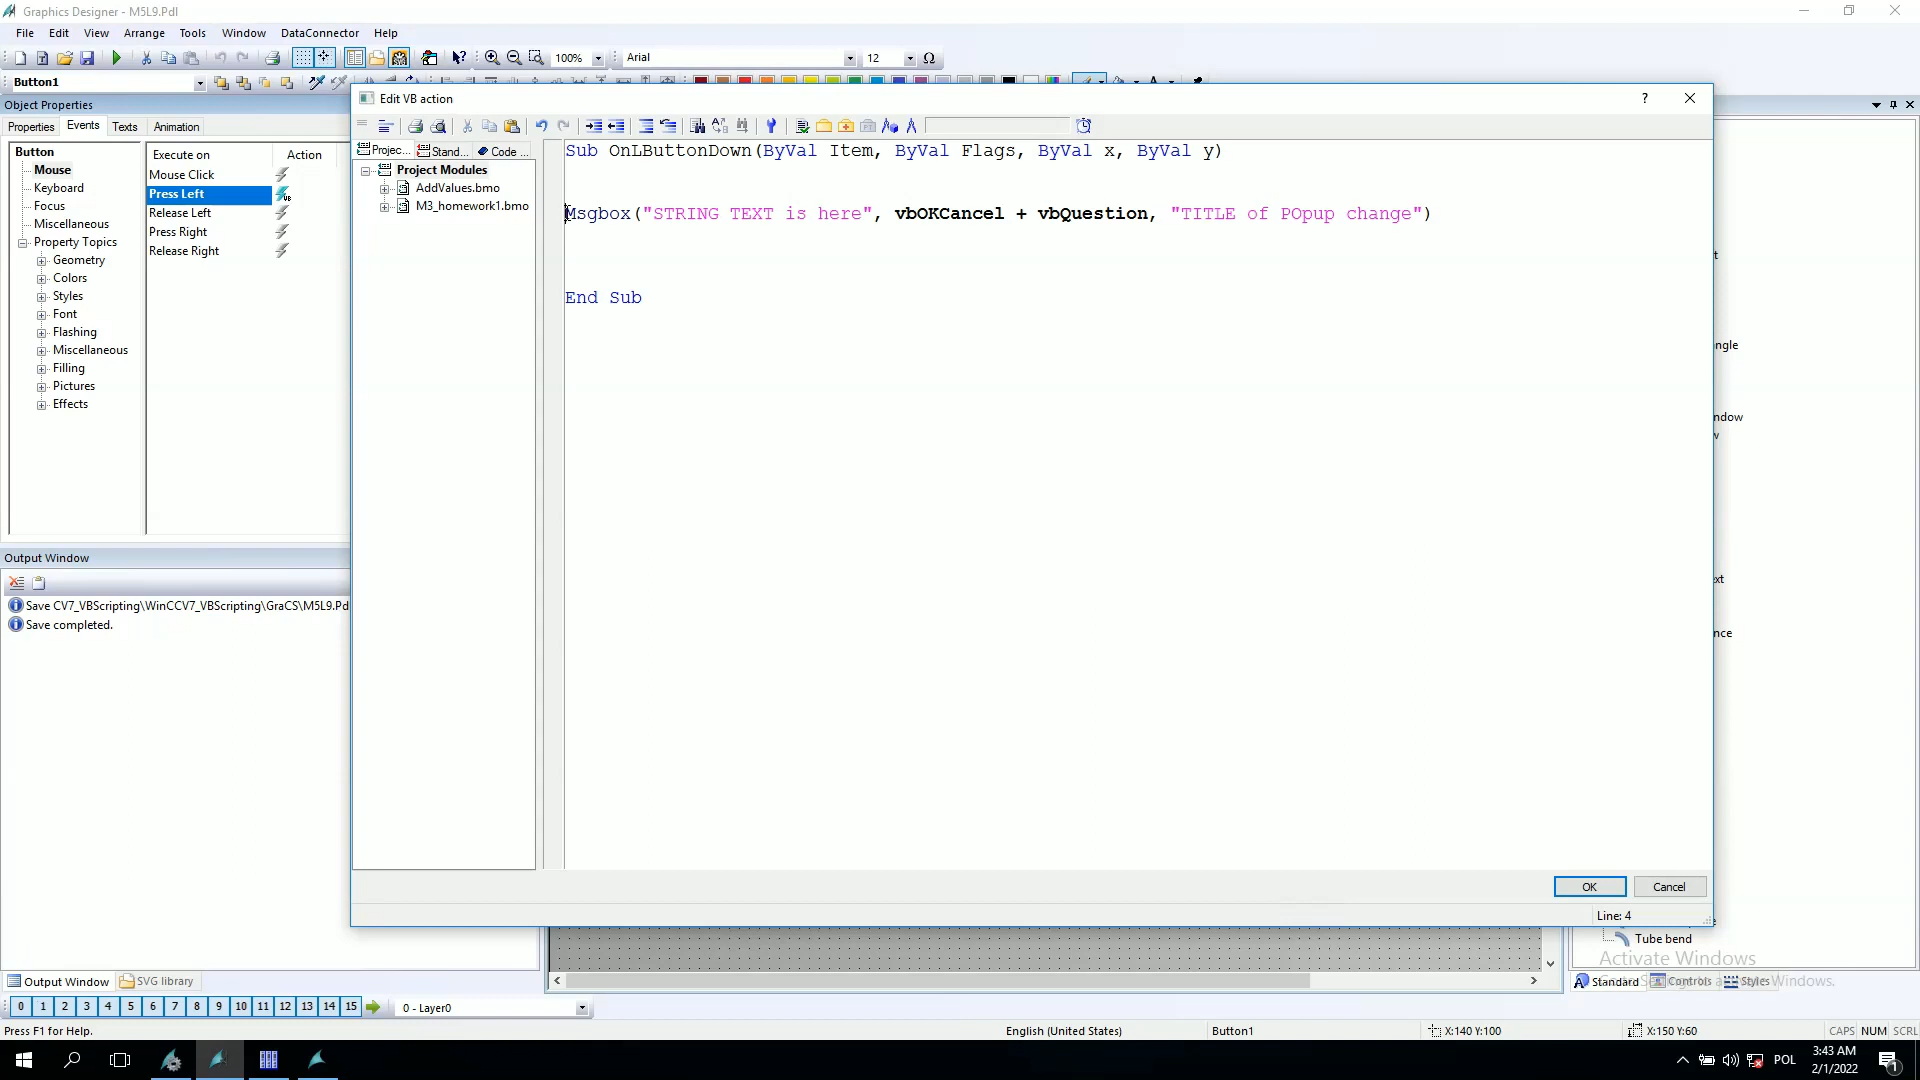 Graphics Designer - M5L9.Pdl
File Edit View Arrange Tools Window DataConnector Help
100% Arial 12
Button1
Object Properties
Properties Events Texts Animation
Button
Mouse
Keyboard
Focus
Miscellaneous
Property Topics
Geometry
Colors
Styles
Font
Flashing
Miscellaneous
Filling
Pictures
Effects
Execute on Action
Mouse Click
Press Left
Release Left
Press Right
Release Right
Edit VB action
Projec... Stand... Code ...
Project Modules
AddValues.bmo
M3_homework1.bmo
Sub OnLButtonDown(ByVal Item, ByVal Flags, ByVal x, ByVal y)
Msgbox("STRING TEXT is here", vbOKCancel + vbQuestion, "TITLE of POpup change")
End Sub
OK Cancel
Line: 4
Output Window
Save CV7_VBScripting\WinCCV7_VBScripting\GraCS\M5L9.Pd
Save completed.
Output Window SVG library
t
ngle
ndow
w
xt
nce
Tube bend
Activate Windows
Standard Controls Styles
Windows.
0 1 2 3 4 5 6 7 8 9 10 11 12 13 14 15 0 - Layer0
Press F1 for Help. English (United States) Button1 X:140 Y:100 X:150 Y:60 CAPS NUM SCRL
POL 3:43 AM
2/1/2022
1